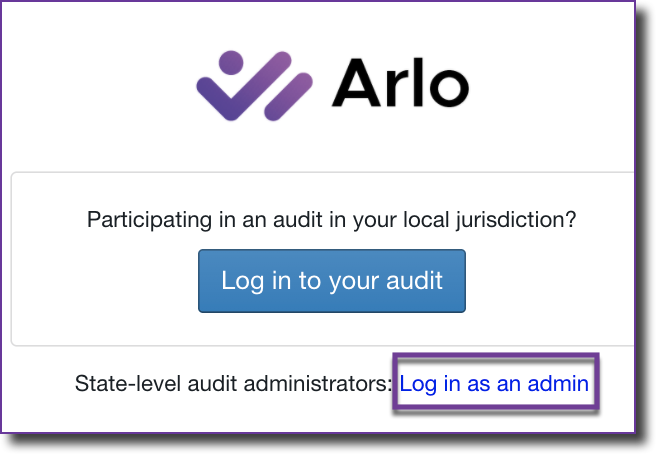 Arlo
Participating in an audit in your local jurisdiction?
Log in to your audit
State-level audit administrators: Log in as an admin